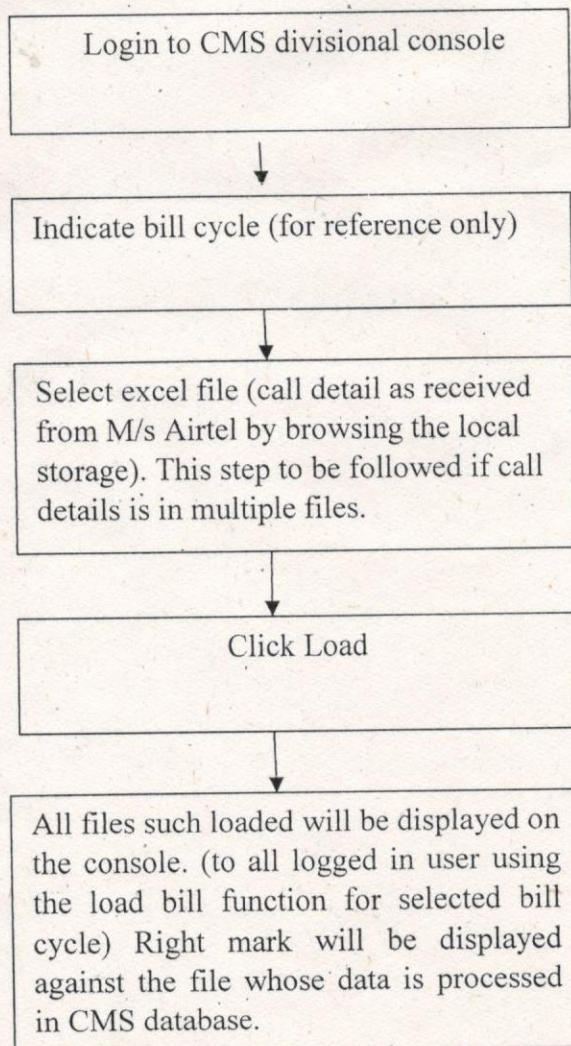 Login to CMS divisional console
Indicate bill cycle (for reference only)
Select excel file (call detail as received
from M/s Airtel by browsing the local
storage). This step to be followed if call
details is in multiple files.
Click Load
All files such loaded will be displayed on
the console. (to all logged in user using
the load bill function for selected bill
cycle) Right mark will be displayed
against the file whose data is processed
in CMS database.